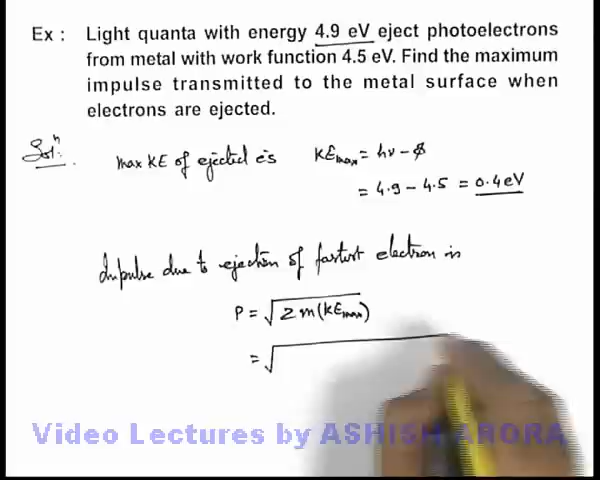 Ex : Light quanta with energy 4.9 eV eject photoelectrons
from metal with work function 4.5 eV. Find the maximum
impulse transmitted to the metal surface when
electrons are ejected.
Solⁿ:
max KE of ejected e⁻s KEmax = hν - φ
= 4.9 - 4.5 = 0.4 eV
Impulse due to ejection of fastest electron is
P = √2m(KEmax)
= √
Video Lectures by ASHISH ARORA